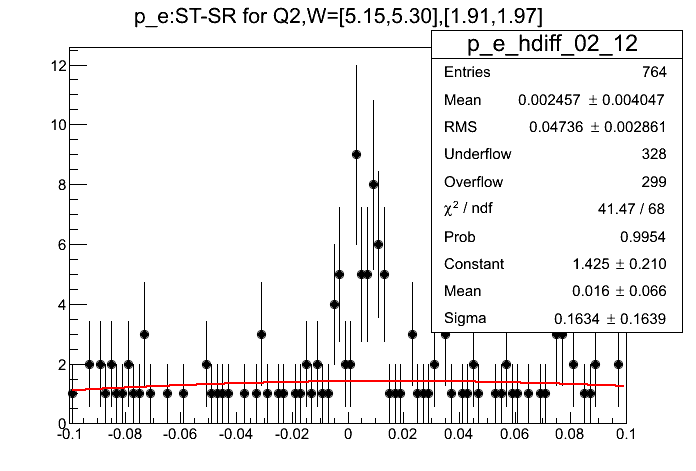 p_e:ST-SR for Q2,W=[5.15,5.30],[1.91,1.97]
p_e_hdiff_02_12
Entries 764
Mean 0.002457 ± 0.004047
RMS 0.04736 ± 0.002861
Underflow 328
Overflow 299
χ² / ndf 41.47 / 68
Prob 0.9954
Constant 1.425 ± 0.210
Mean 0.016 ± 0.066
Sigma 0.1634 ± 0.1639
12
10
8
6
4
2
0
-0.1 -0.08 -0.06 -0.04 -0.02 0 0.02 0.04 0.06 0.08 0.1